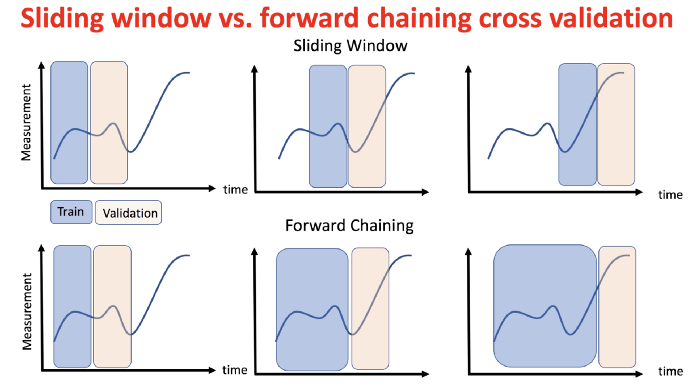 Sliding window vs. forward chaining cross validation
Sliding Window
Measurement
time
time
time
Train
Validation
Forward Chaining
Measurement
time
time
time